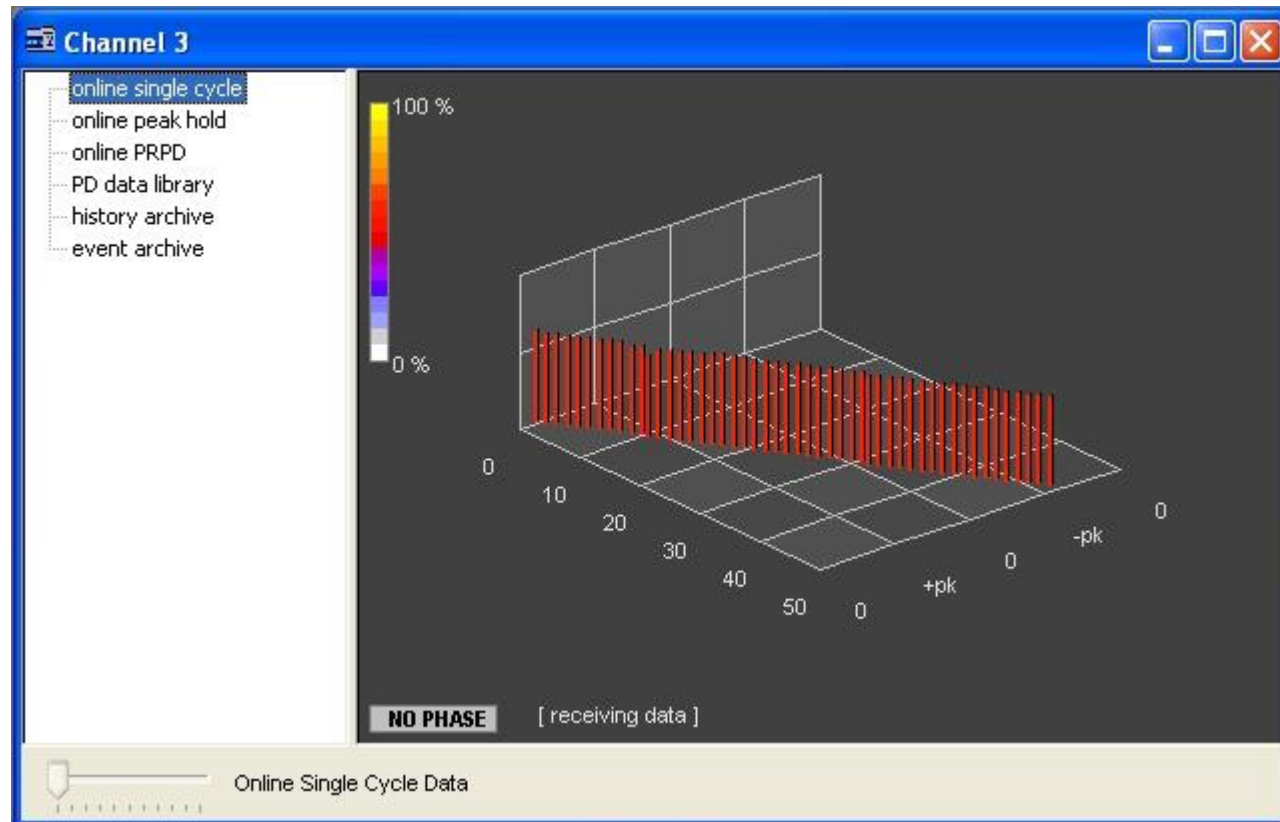 Channel 3
online single cycle
online peak hold
online PRPD
PD data library
history archive
event archive
100 %
0 %
0
10
20
30
40
50
0
+pk
0
-pk
0
NO PHASE
[ receiving data ]
Online Single Cycle Data